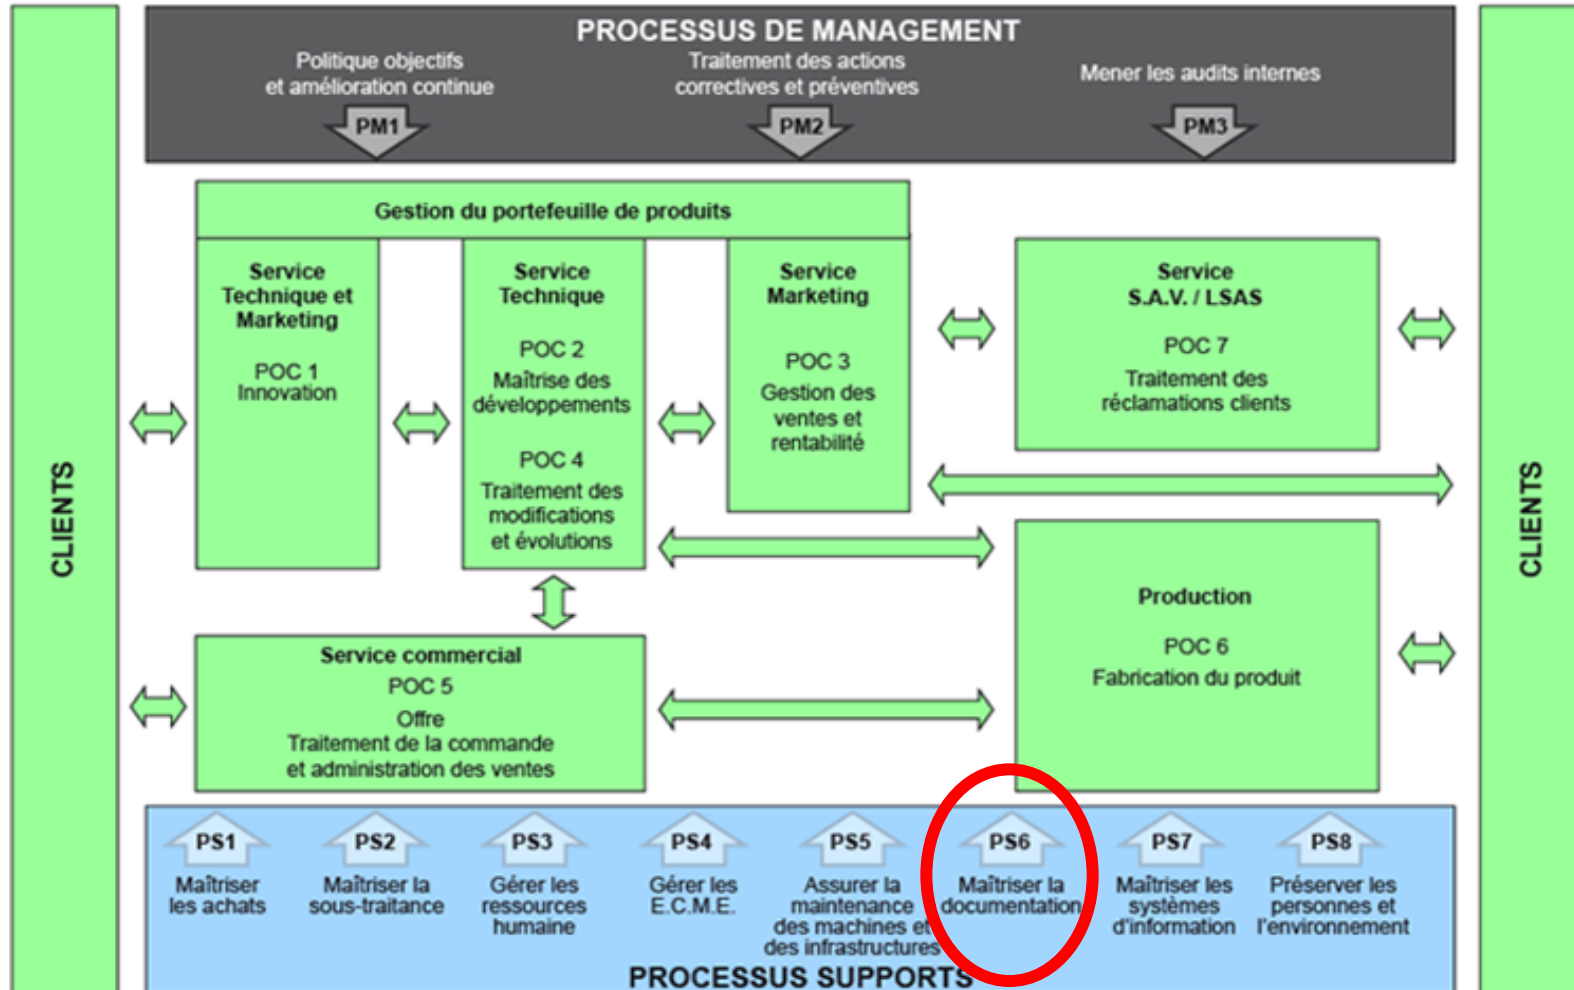 PROCESSUS DE MANAGEMENT
Politique objectifs
et amélioration continue
PM1
Traitement des actions
correctives et préventives
PM2
Mener les audits internes
PM3
CLIENTS
Gestion du portefeuille de produits
Service
Technique et
Marketing
POC 1
Innovation
Service
Technique
POC 2
Maîtrise des
développements
POC 4
Traitement des
modifications
et évolutions
Service
Marketing
POC 3
Gestion des
ventes et
rentabilité
Service
S.A.V. / LSAS
POC 7
Traitement des
réclamations clients
Service commercial
POC 5
Offre
Traitement de la commande
et administration des ventes
Production
POC 6
Fabrication du produit
CLIENTS
PS1
Maîtriser
les achats
PS2
Maîtriser la
sous-traitance
PS3
Gérer les
ressources
humaine
PS4
Gérer les
E.C.M.E.
PS5
Assurer la
maintenance
des machines et
des infrastructures
PS6
Maîtriser la
documentation
PS7
Maîtriser les
systèmes
d'information
PS8
Préserver les
personnes et
l'environnement
PROCESSUS SUPPORTS